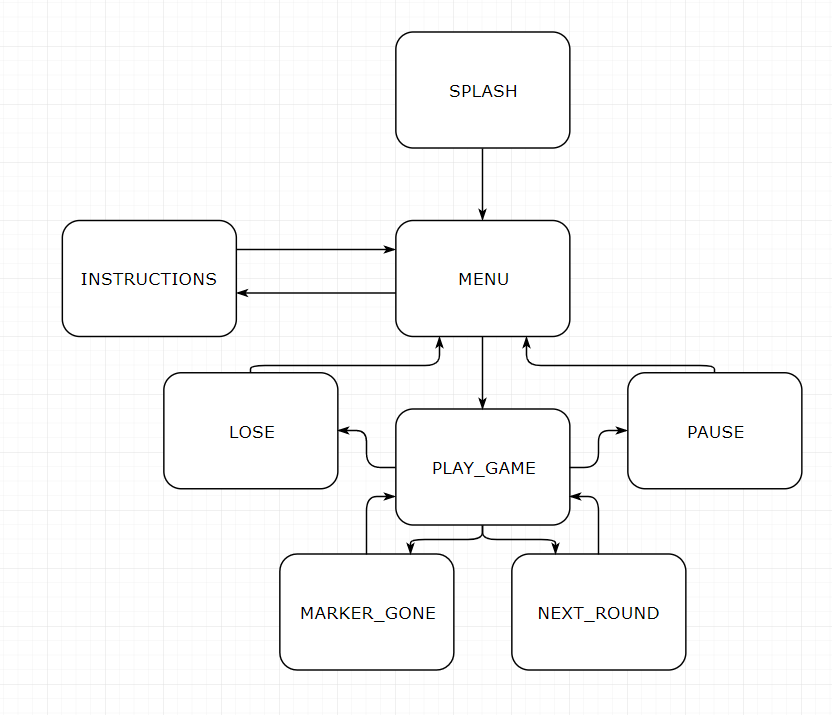 SPLASH
INSTRUCTIONS
MENU
LOSE
PAUSE
PLAY_GAME
MARKER_GONE
NEXT_ROUND